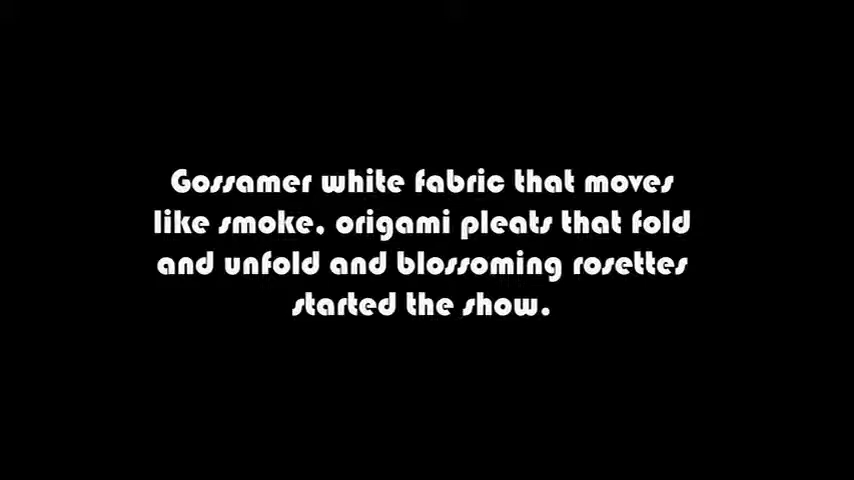 Gossamer white fabric that moves
like smoke, origami pleats that fold
and unfold and blossoming rosettes
started the show.